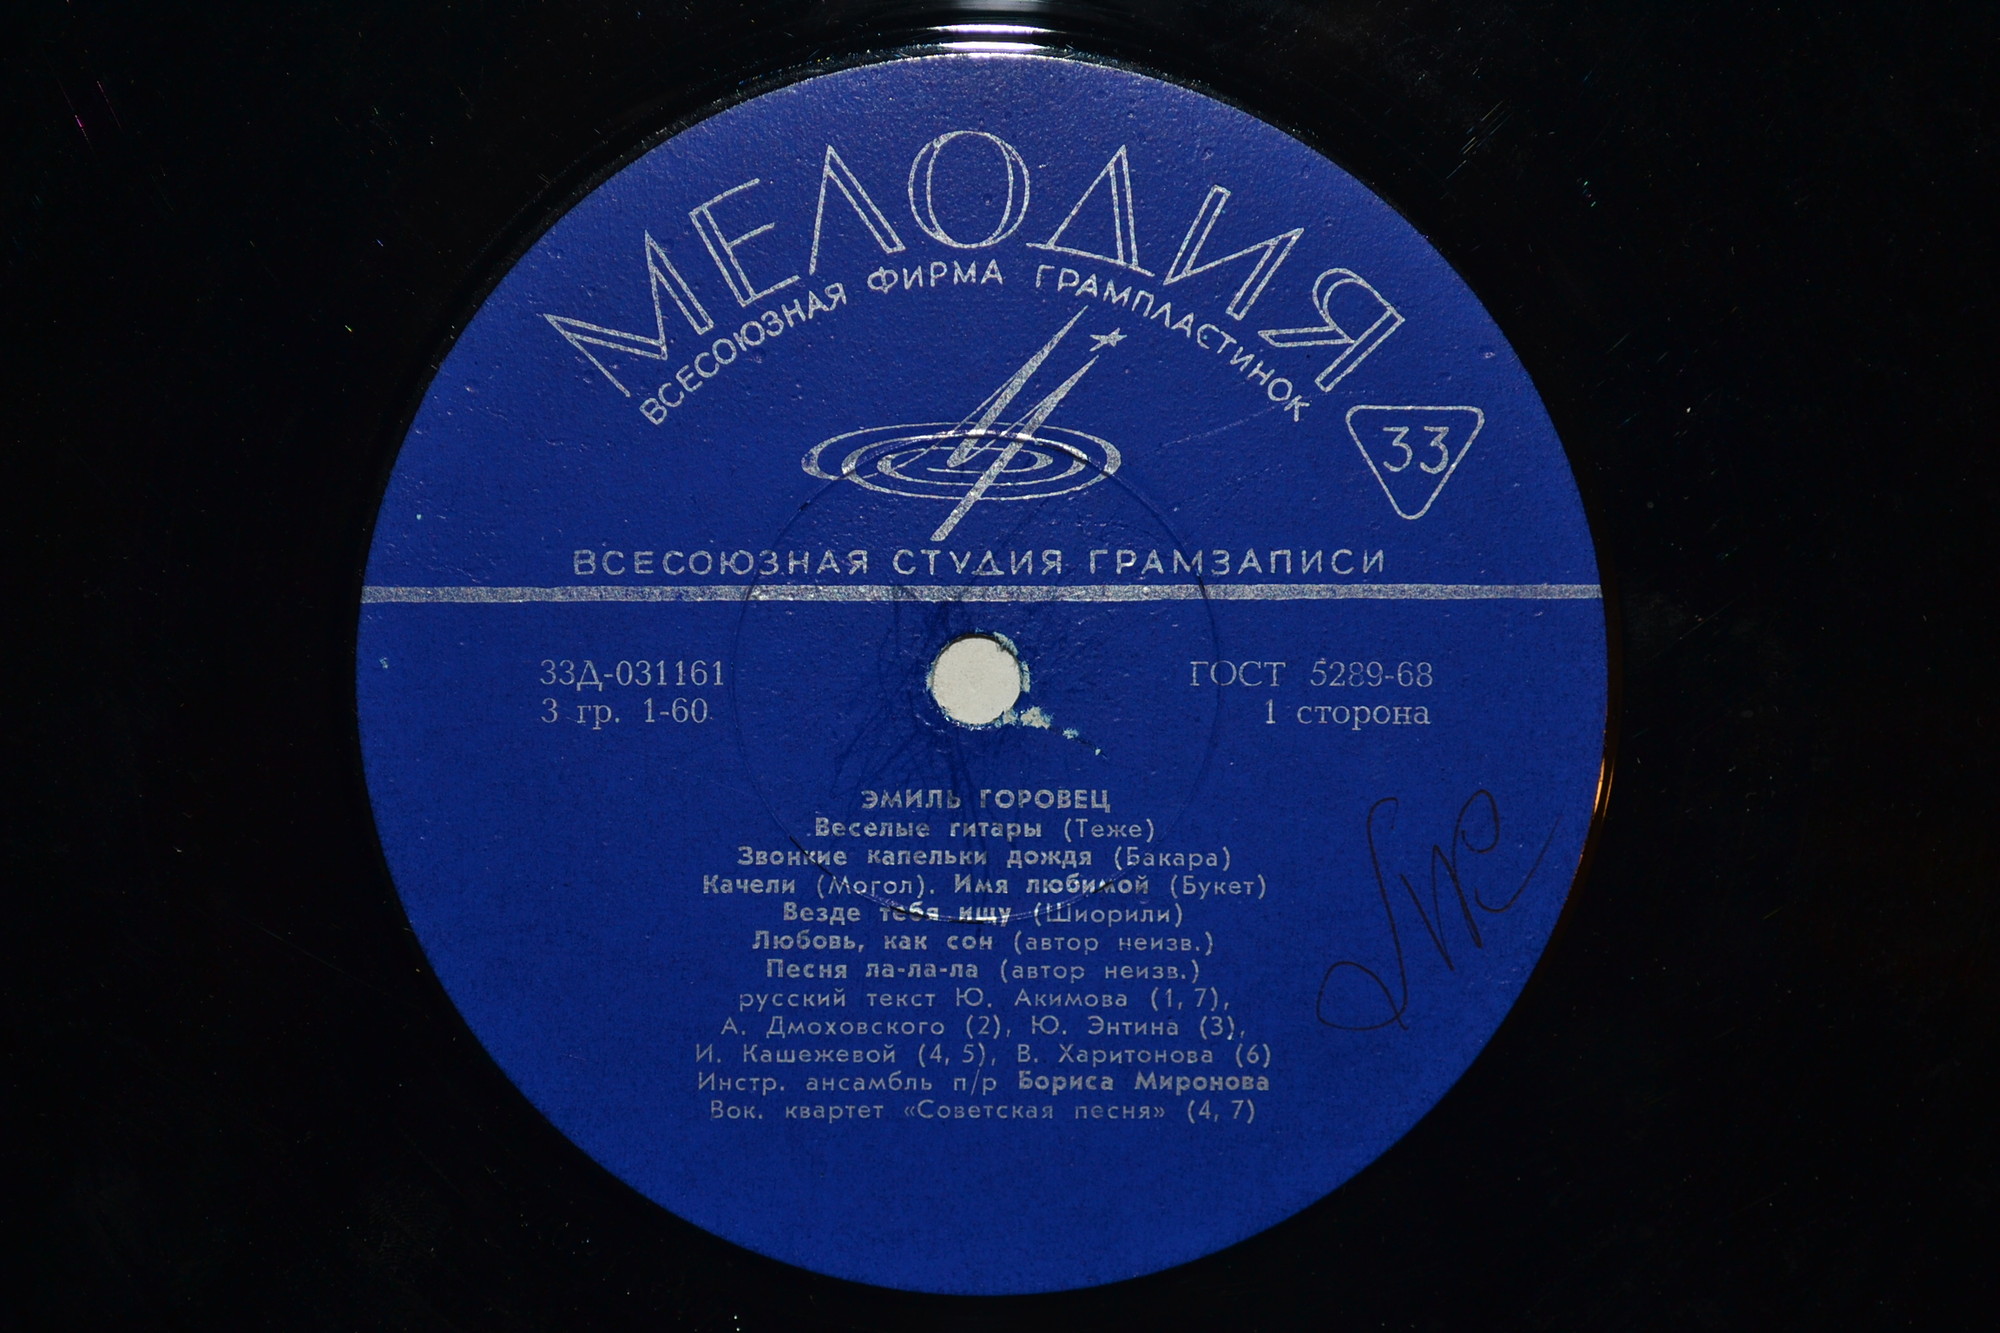 МЕЛОДИЯ
ВСЕСОЮЗНАЯ ФИРМА ГРАМПЛАСТИНОК
33
ВСЕСОЮЗНАЯ СТУДИЯ ГРАМЗАПИСИ
33Д-031161
3 гр. 1-60
ГОСТ 5289-68
1 сторона
ЭМИЛЬ ГОРОВЕЦ
Веселые гитары (Теже)
Звонкие капельки дождя (Бакара)
Качели (Могол). Имя любимой (Букет)
Везде тебя ищу (Шиорили)
Любовь, как сон (автор неизв.)
Песня ла-ла-ла (автор неизв.)
русский текст Ю. Акимова (1, 7),
А. Дмоховского (2), Ю. Энтина (3),
И. Кашежевой (4, 5), В. Харитонова (6)
Инстр. ансамбль п/р Бориса Миронова
Вок. квартет «Советская песня» (4, 7)